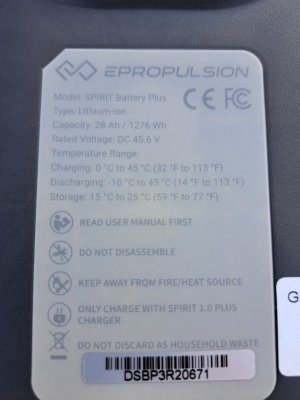 EPROPULSION
Model: SPIRIT Battery Plus
Type: Lithium-ion
Capacity: 28 Ah / 1276 Wh
Rated Voltage: DC 45.6 V
Temperature Range:
Charging: 0 °C to 45 °C (32 °F to 113 °F)
Discharging: -10 °C to 45 °C (14 °F to 113 °F)
Storage: 15 °C to 25 °C (59 °F to 77 °F)
READ USER MANUAL FIRST
DO NOT DISASSEMBLE
KEEP AWAY FROM FIRE/HEAT SOURCE
ONLY CHARGE WITH SPIRIT 1.0 PLUS
CHARGER
DO NOT DISCARD AS HOUSEHOLD WASTE
DSBP3R20671
CE FC
G